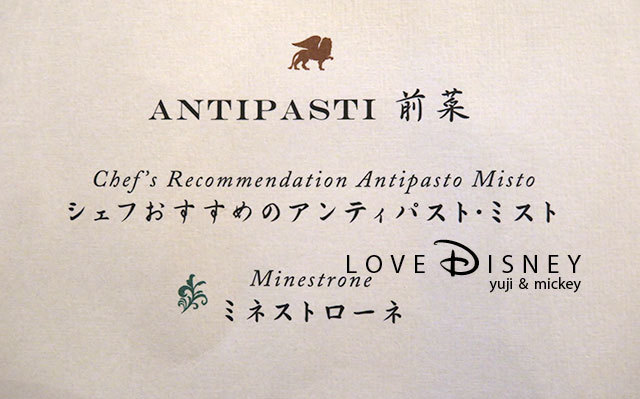 ANTIPASTI 前菜
Chef's Recommendation Antipasto Misto
シェフおすすめのアンティパスト・ミスト
LOVE DISNEY
yuji & mickey
Minestrone
ミネストローネ